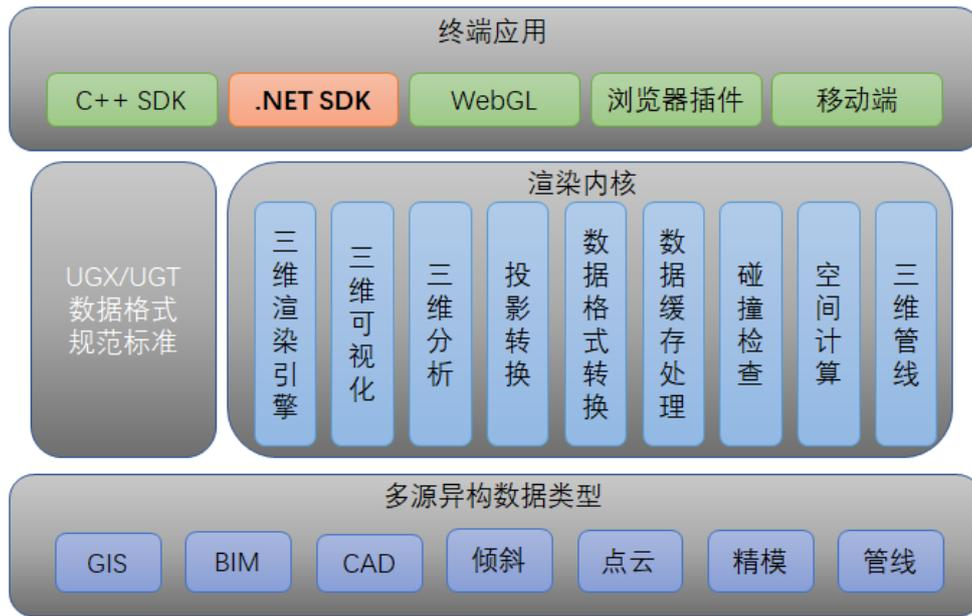 终端应用
C++ SDK
.NET SDK
WebGL
浏览器插件
移动端
UGX/UGT
数据格式
规范标准
渲染内核
三维渲染引擎
三维可视化
三维分析
投影转换
数据格式转换
数据缓存处理
碰撞检查
空间计算
三维管线
多源异构数据类型
GIS
BIM
CAD
倾斜
点云
精模
管线